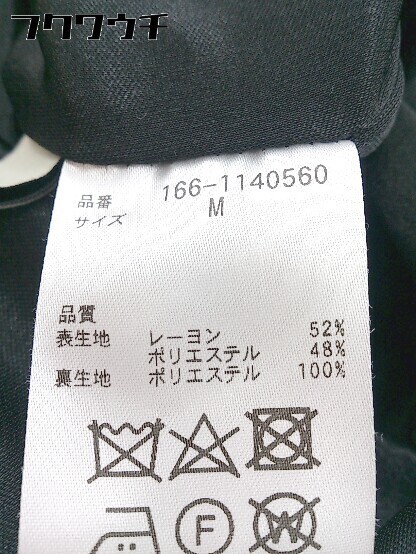 フクワウチ
品番 166-1140560
サイズ M
品質
表生地 レーヨン 52%
ポリエステル 48%
裏生地 ポリエステル 100%
F
W